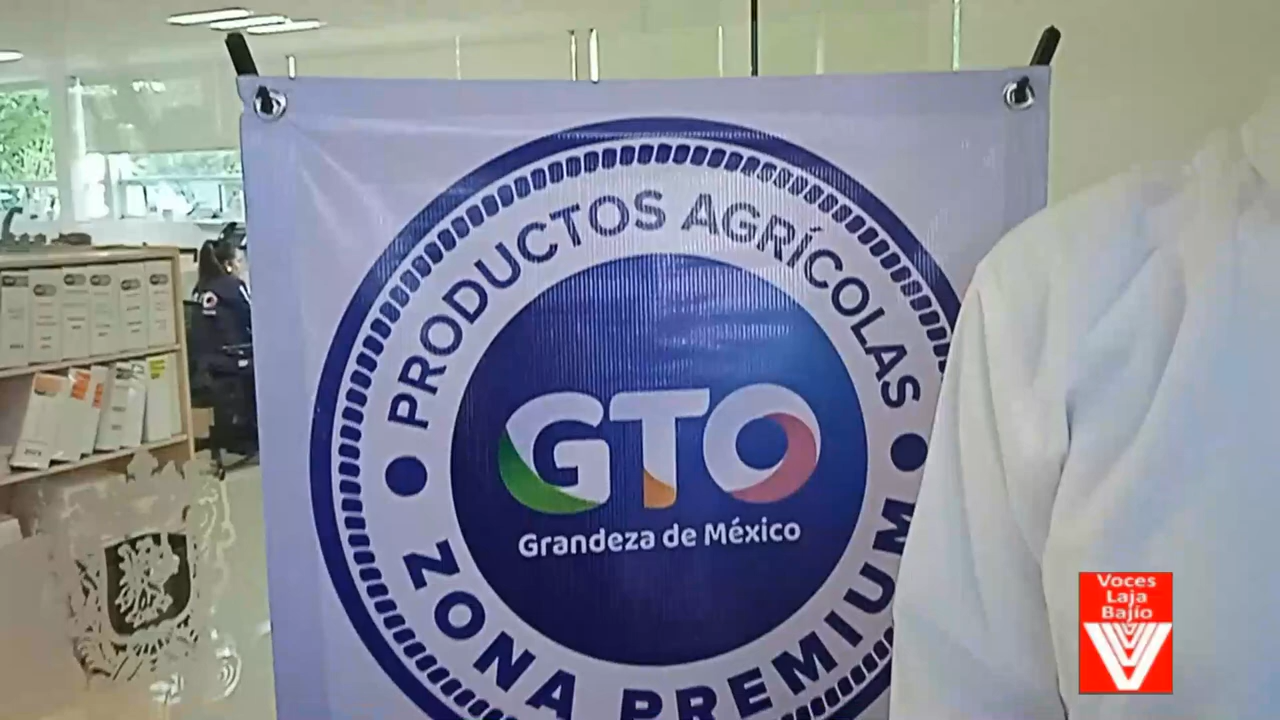 PRODUCTOS AGRÍCOLAS
GTO
Grandeza de México
ZONA PREMIUM
Voces
Laja
Bajío